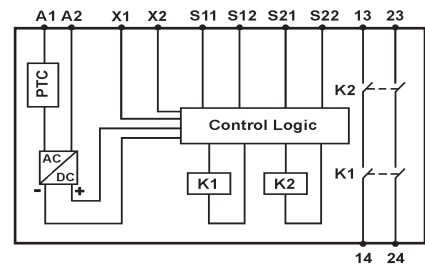 A1 A2 X1 X2 S11 S12 S21 S22 13 23
PTC
K2
Control Logic
AC
DC
- +
K1 K2
K1
14 24